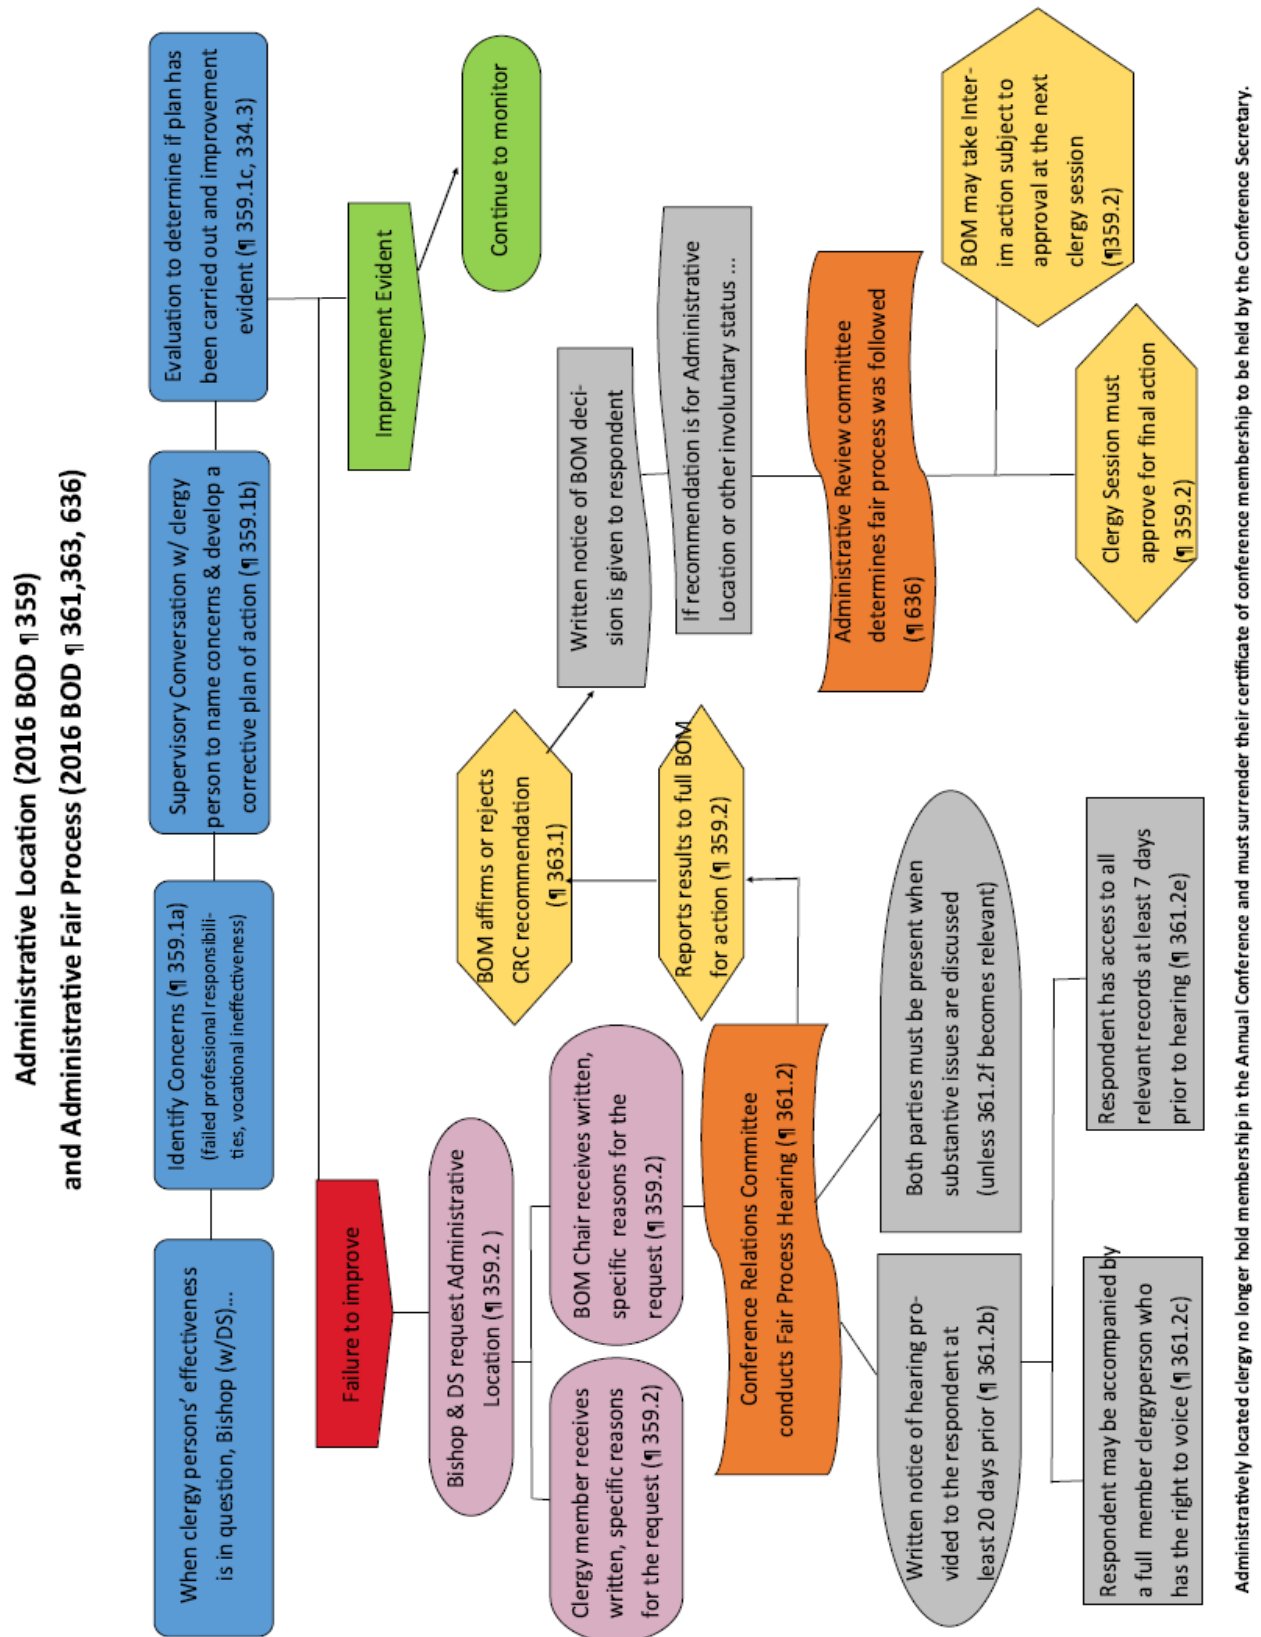 Administrative Location (2016 BOD ¶ 359)
and Administrative Fair Process (2016 BOD ¶ 361,363, 636)
When clergy persons' effectiveness
is in question, Bishop (w/DS)...
Identify Concerns (¶ 359.1a)
(failed professional responsibili-
ties, vocational ineffectiveness)
Supervisory Conversation w/ clergy
person to name concerns & develop a
corrective plan of action (¶ 359.1b)
Evaluation to determine if plan has
been carried out and improvement
evident (¶ 359.1c, 334.3)
Failure to improve
Improvement Evident
Continue to monitor
Bishop & DS request Administrative
Location (¶ 359.2 )
Clergy member receives
written, specific reasons
for the request (¶ 359.2)
BOM Chair receives written,
specific reasons for the
request (¶ 359.2)
Conference Relations Committee
conducts Fair Process Hearing (¶ 361.2)
Written notice of hearing pro-
vided to the respondent at
least 20 days prior (¶ 361.2b)
Both parties must be present when
substantive issues are discussed
(unless 361.2f becomes relevant)
Respondent may be accompanied by
a full  member clergyperson who
has the right to voice (¶ 361.2c)
Respondent has access to all
relevant records at least 7 days
prior to hearing (¶ 361.2e)
Reports results to full BOM
for action (¶ 359.2)
BOM affirms or rejects
CRC recommendation
(¶ 363.1)
Written notice of BOM deci-
sion is given to respondent
If recommendation is for Administrative
Location or other involuntary status ...
Administrative Review committee
determines fair process was followed
(¶ 636)
BOM may take Inter-
im action subject to
approval at the next
clergy session
(¶359.2)
Clergy Session must
approve for final action
(¶ 359.2)
Administratively located clergy no longer hold membership in the Annual Conference and must surrender their certificate of conference membership to be held by the Conference Secretary.